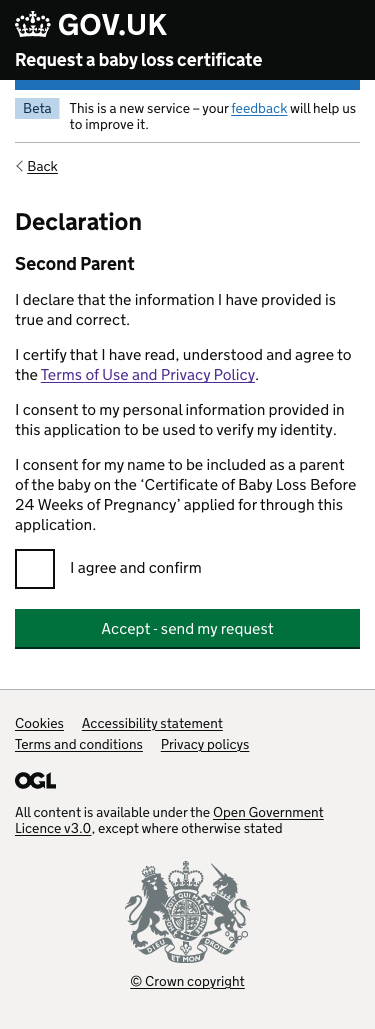 GOV.UK
Request a baby loss certificate
Beta
This is a new service – your feedback will help us
to improve it.
Back
Declaration
Second Parent
I declare that the information I have provided is
true and correct.
I certify that I have read, understood and agree to
the Terms of Use and Privacy Policy.
I consent to my personal information provided in
this application to be used to verify my identity.
I consent for my name to be included as a parent
of the baby on the ‘Certificate of Baby Loss Before
24 Weeks of Pregnancy’ applied for through this
application.
I agree and confirm
Accept - send my request
Cookies Accessibility statement
Terms and conditions Privacy policys
OGL
All content is available under the Open Government
Licence v3.0, except where otherwise stated
DIEU ET MON DROIT
© Crown copyright